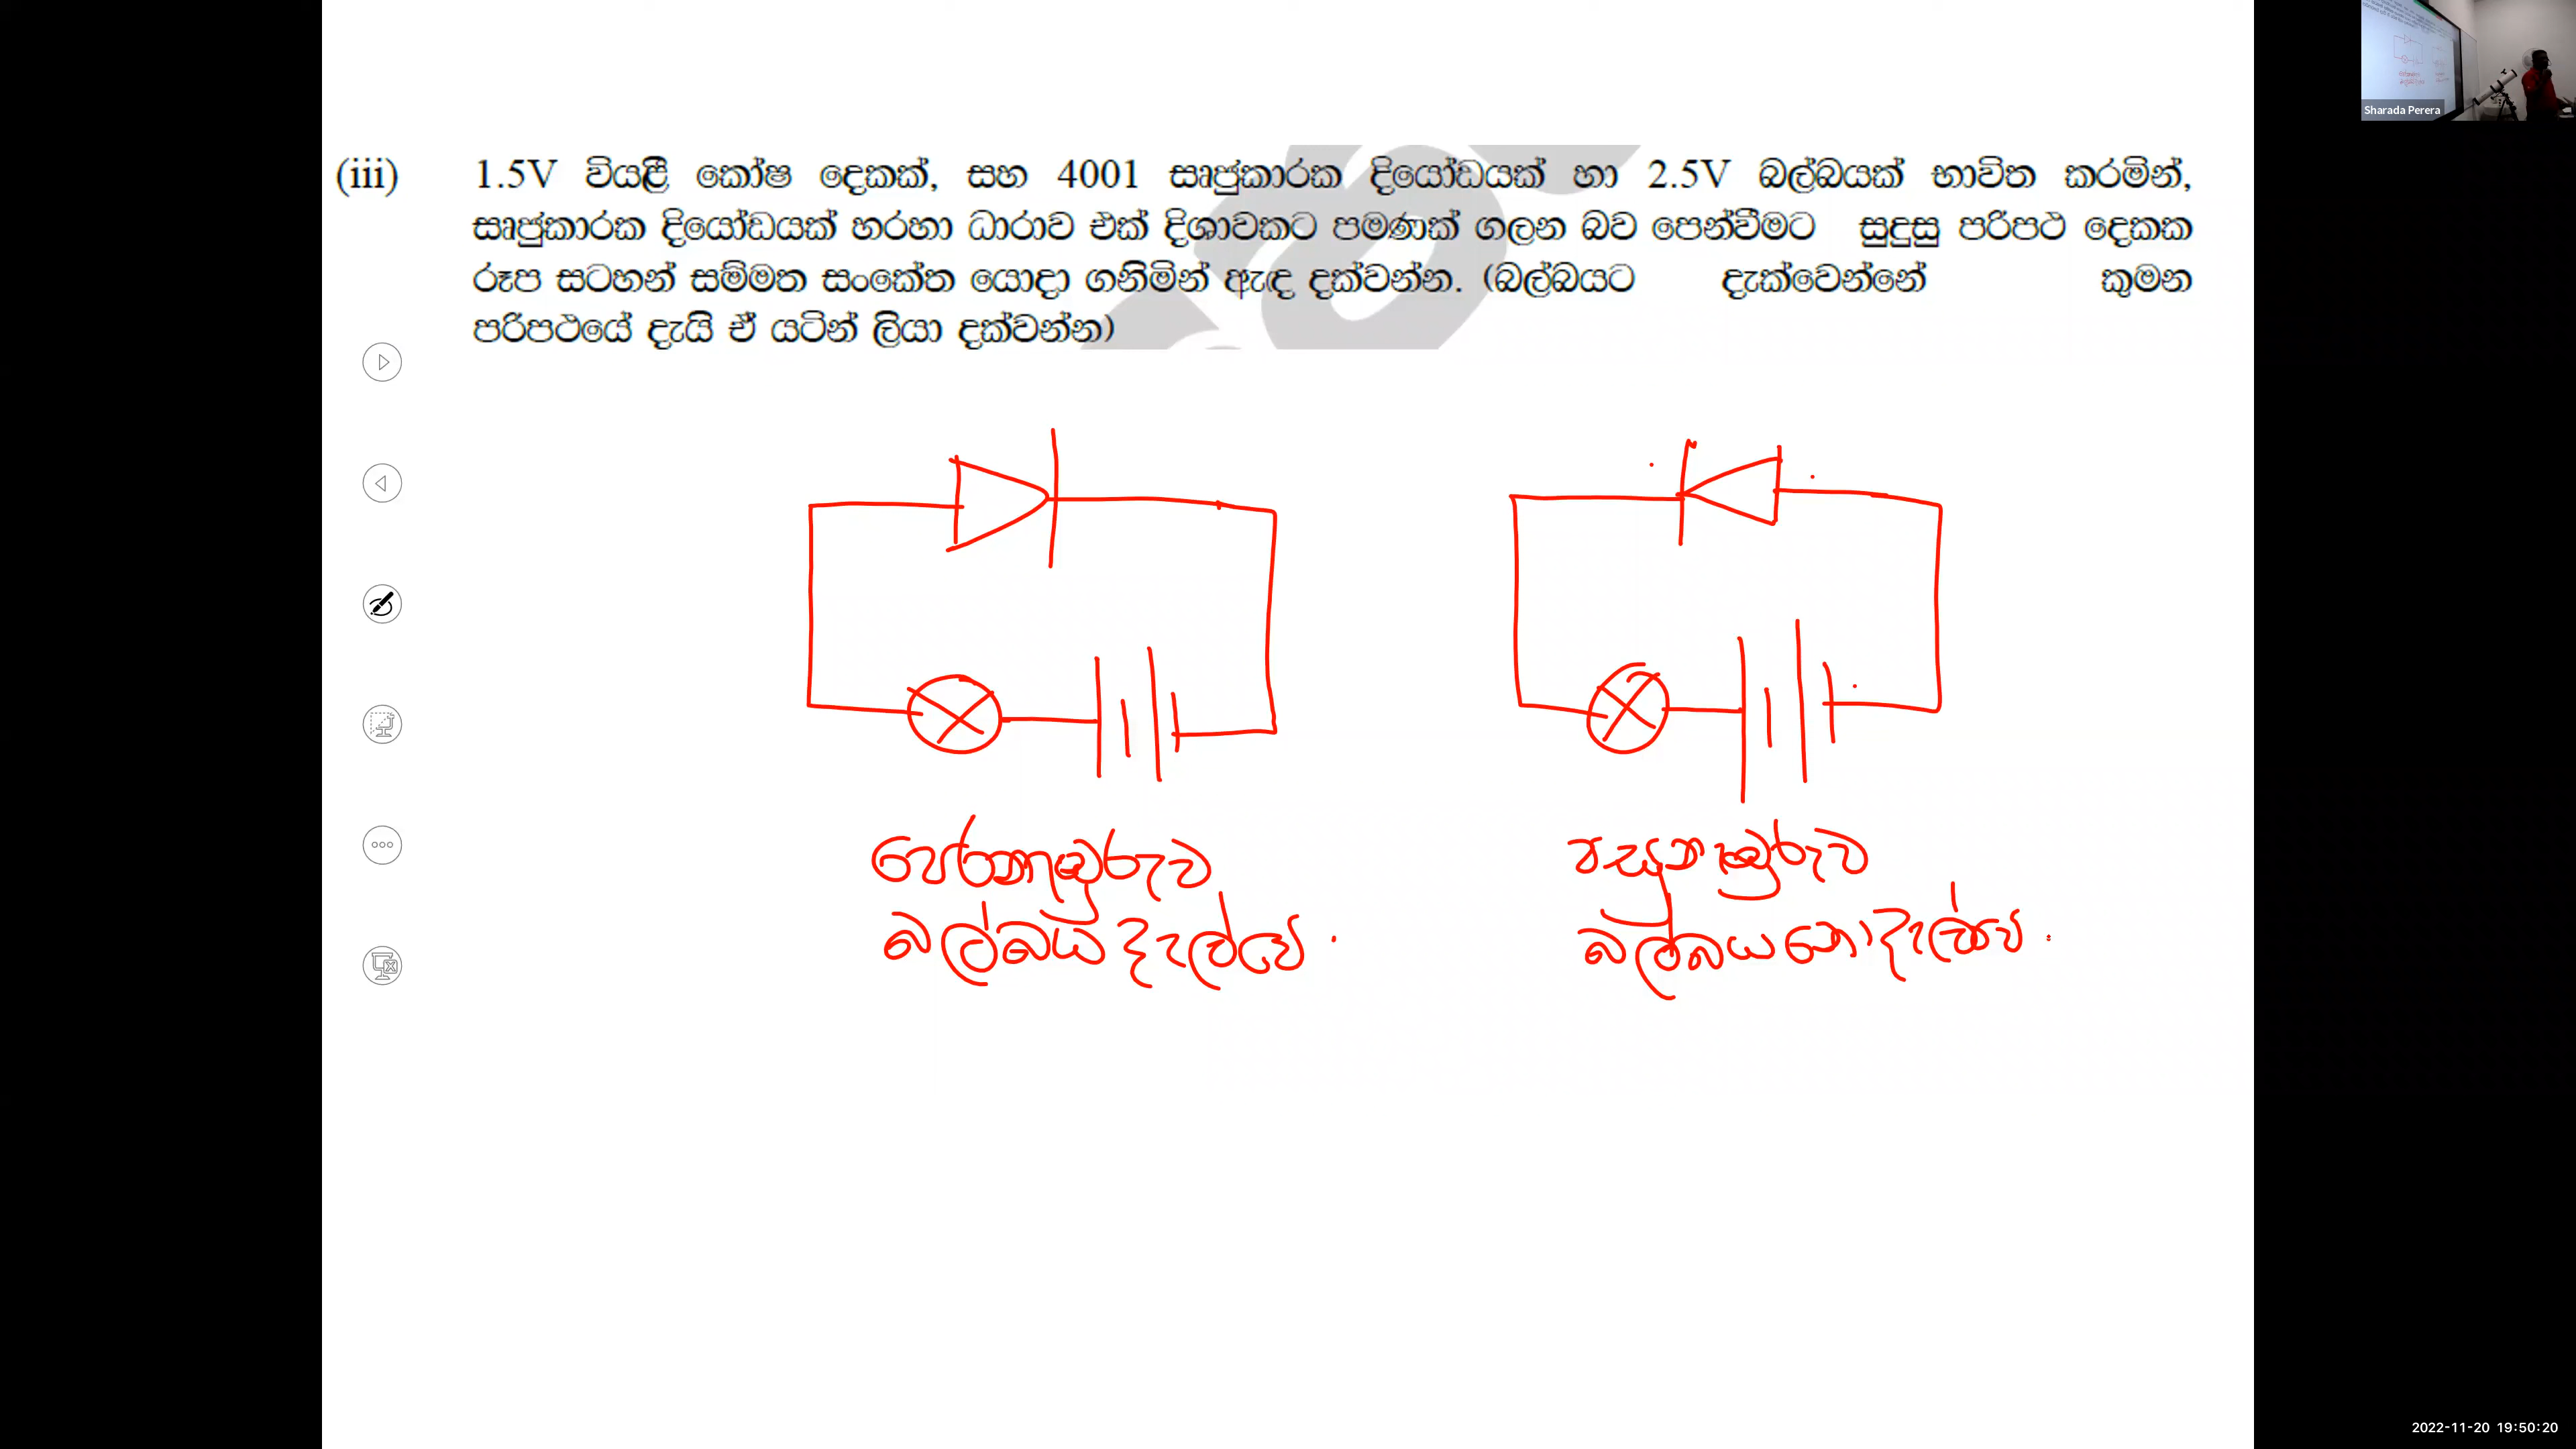 Sharada Perera
(iii) 1.5V වියළී කෝෂ දෙකක්, සහ 4001 සෘජුකාරක දියෝඩයක් හා 2.5V බල්බයක් භාවිත කරමින්,
සෘජුකාරක දියෝඩයක් හරහා ධාරාව එක් දිශාවකට පමණක් ගලන බව පෙන්වීමට සුදුසු පරිපථ දෙකක
රූප සටහන් සම්මත සංකේත යොදා ගනිමින් ඇඳ දක්වන්න. (බල්බයට දැක්වෙන්නේ කුමන
පරිපථයේ දැයි ඒ යටින් ලියා දක්වන්න)
පෙරනැඹුරුව
බල්බය දැල්වේ.
පසුනැඹුරුව
බල්බය නොදැල්වේ.
2022-11-20 19:50:20